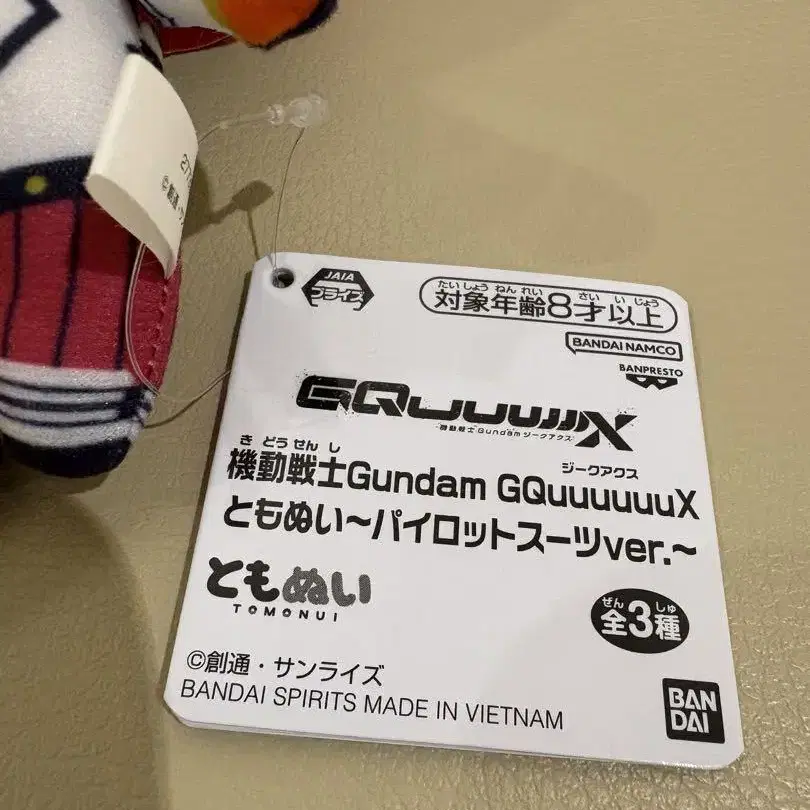 JAIA
プライズ
たいしょうねんれい さいいじょう
対象年齢8才以上
BANDAI NAMCO
BANPRESTO
GQuuuuuuX
機動戦士Gundam ジークアクス
きどうせんし ジークアクス
機動戦士Gundam GQuuuuuuX
ともぬい～パイロットスーツver.～
ともぬい
TOMONUI
ぜん しゅ
全3種
©創通・サンライズ
BANDAI SPIRITS MADE IN VIETNAM
BAN
DAI